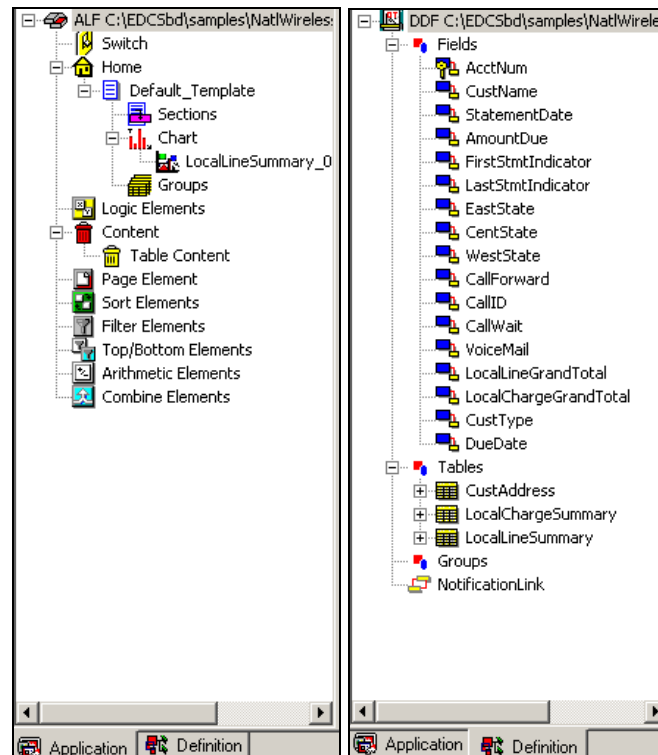 ALF C:\EDCSbd\samples\NatlWireles
Switch
Home
Default_Template
Sections
Chart
LocalLineSummary_0
Groups
Logic Elements
Content
Table Content
Page Element
Sort Elements
Filter Elements
Top/Bottom Elements
Arithmetic Elements
Combine Elements
Application
Definition
DDF C:\EDCSbd\samples\NatlWirele
Fields
AcctNum
CustName
StatementDate
AmountDue
FirstStmtIndicator
LastStmtIndicator
EastState
CentState
WestState
CallForward
CallID
CallWait
VoiceMail
LocalLineGrandTotal
LocalChargeGrandTotal
CustType
DueDate
Tables
CustAddress
LocalChargeSummary
LocalLineSummary
Groups
NotificationLink
Application
Definition